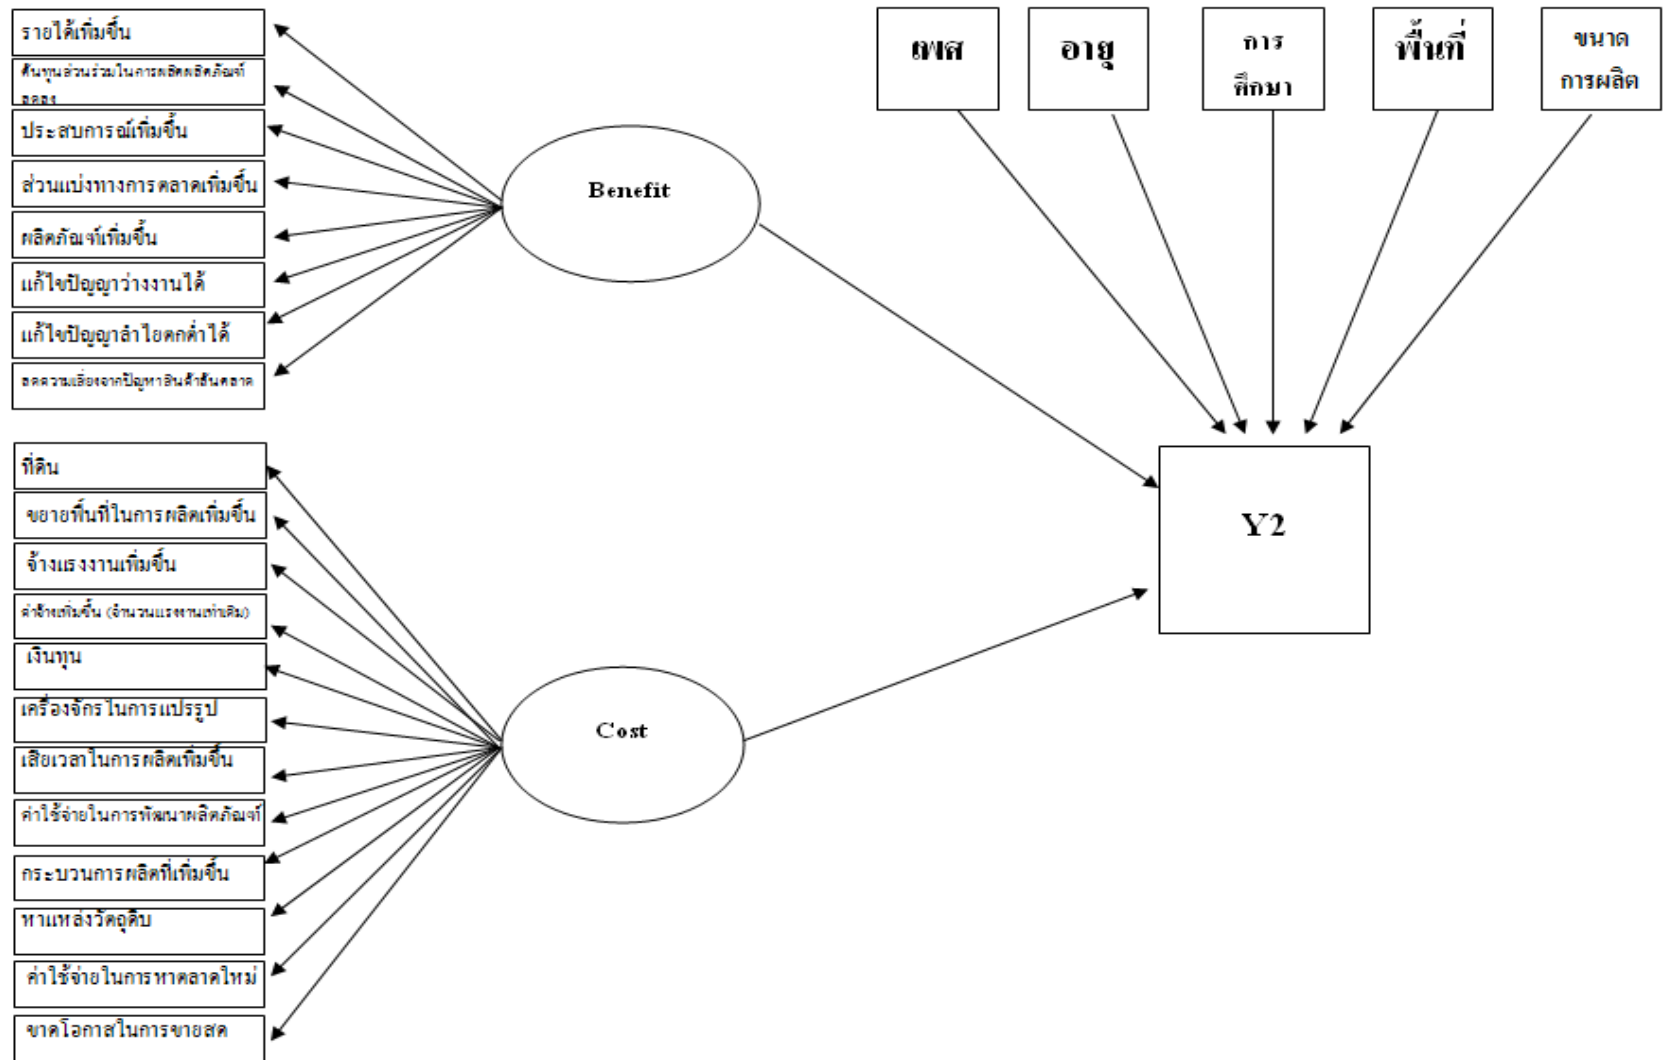 รายได้เพิ่มขึ้น
ต้นทุนส่วนร่วมในการผลิตผลิตภัณฑ์
ลดลง
ประสบการณ์เพิ่มขึ้น
ส่วนแบ่งทางการตลาดเพิ่มขึ้น
ผลิตภัณฑ์เพิ่มขึ้น
แก้ไขปัญญาว่างงานได้
แก้ไขปัญญาลำไยตกต่ำได้
ลดความเสี่ยงจากปัญหาสินค้าล้นตลาด
Benefit
เพศ
อายุ
การ
ศึกษา
พื้นที่
ขนาด
การผลิต
Y2
ที่ดิน
ขยายพื้นที่ในการผลิตเพิ่มขึ้น
จ้างแรงงานเพิ่มขึ้น
ค่าจ้างเพิ่มขึ้น (จำนวนแรงงานเท่าเดิม)
เงินทุน
เครื่องจักรในการแปรรูป
เสียเวลาในการผลิตเพิ่มขึ้น
ค่าใช้จ่ายในการพัฒนาผลิตภัณฑ์
กระบวนการผลิตที่เพิ่มขึ้น
หาแหล่งวัตถุดิบ
ค่าใช้จ่ายในการหาตลาดใหม่
ขาดโอกาสในการขายสด
Cost